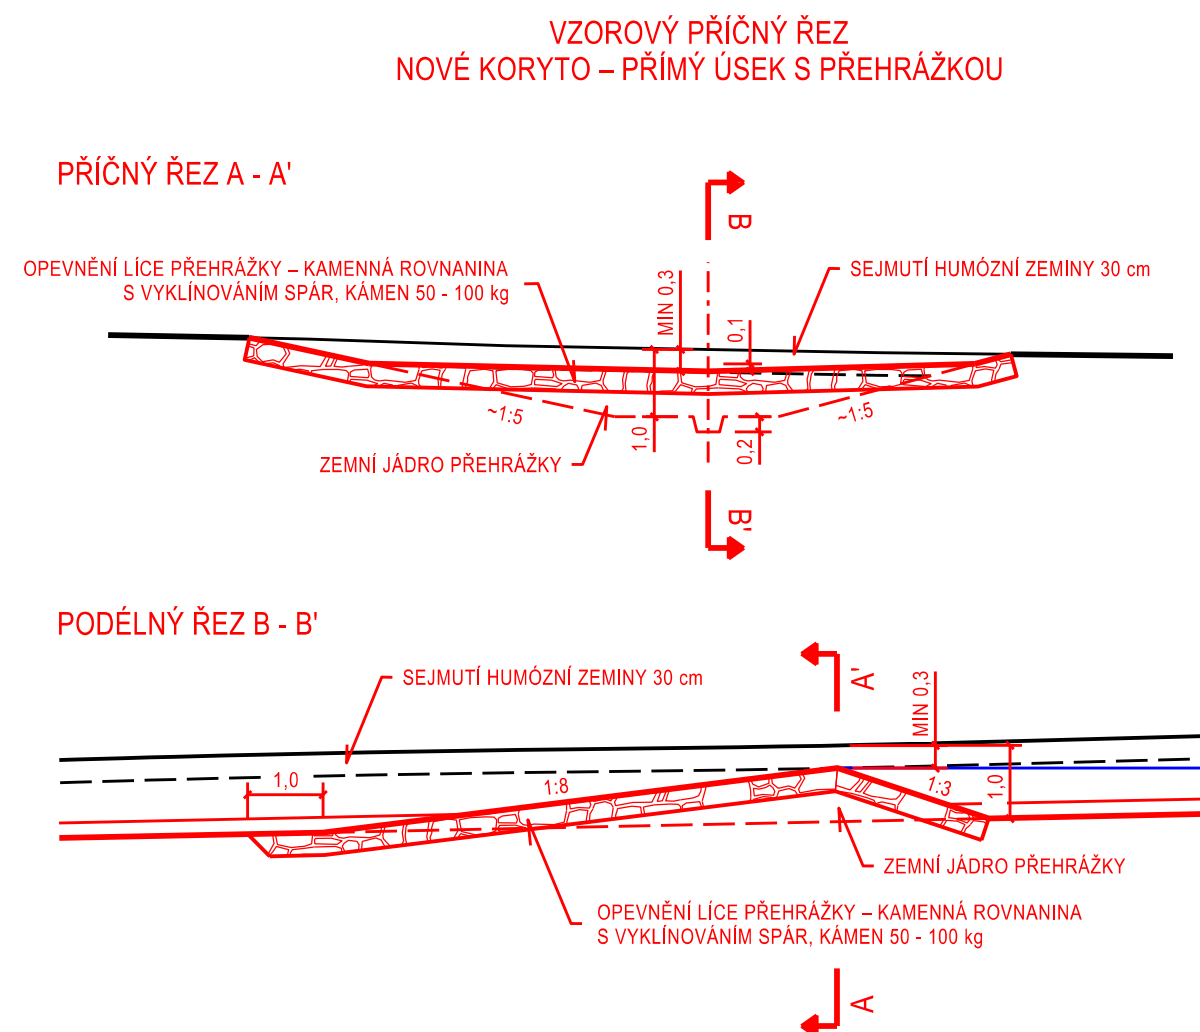 VZOROVÝ PŘÍČNÝ ŘEZ
NOVÉ KORYTO – PŘÍMÝ ÚSEK S PŘEHRÁŽKOU
PŘÍČNÝ ŘEZ A - A'
B
OPEVNĚNÍ LÍCE PŘEHRÁŽKY – KAMENNÁ ROVNANINA
S VYKLÍNOVÁNÍM SPÁR, KÁMEN 50 - 100 kg
MIN 0,3
0,1
SEJMUTÍ HUMÓZNÍ ZEMINY 30 cm
~1:5
1,0
0,2
~1:5
ZEMNÍ JÁDRO PŘEHRÁŽKY
B'
PODÉLNÝ ŘEZ B - B'
SEJMUTÍ HUMÓZNÍ ZEMINY 30 cm
A'
MIN 0,3
1,0
1:8
1:3
1,0
ZEMNÍ JÁDRO PŘEHRÁŽKY
OPEVNĚNÍ LÍCE PŘEHRÁŽKY – KAMENNÁ ROVNANINA
S VYKLÍNOVÁNÍM SPÁR, KÁMEN 50 - 100 kg
A